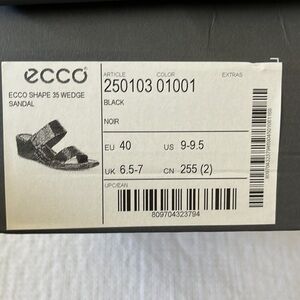 ecco
ECCO SHAPE 35 WEDGE
SANDAL
ARTICLE COLOR EXTRAS
250103 01001
BLACK
NOIR
EU 40 US 9-9.5
UK 6.5-7 CN 255 (2)
UPC/EAN
809704323794